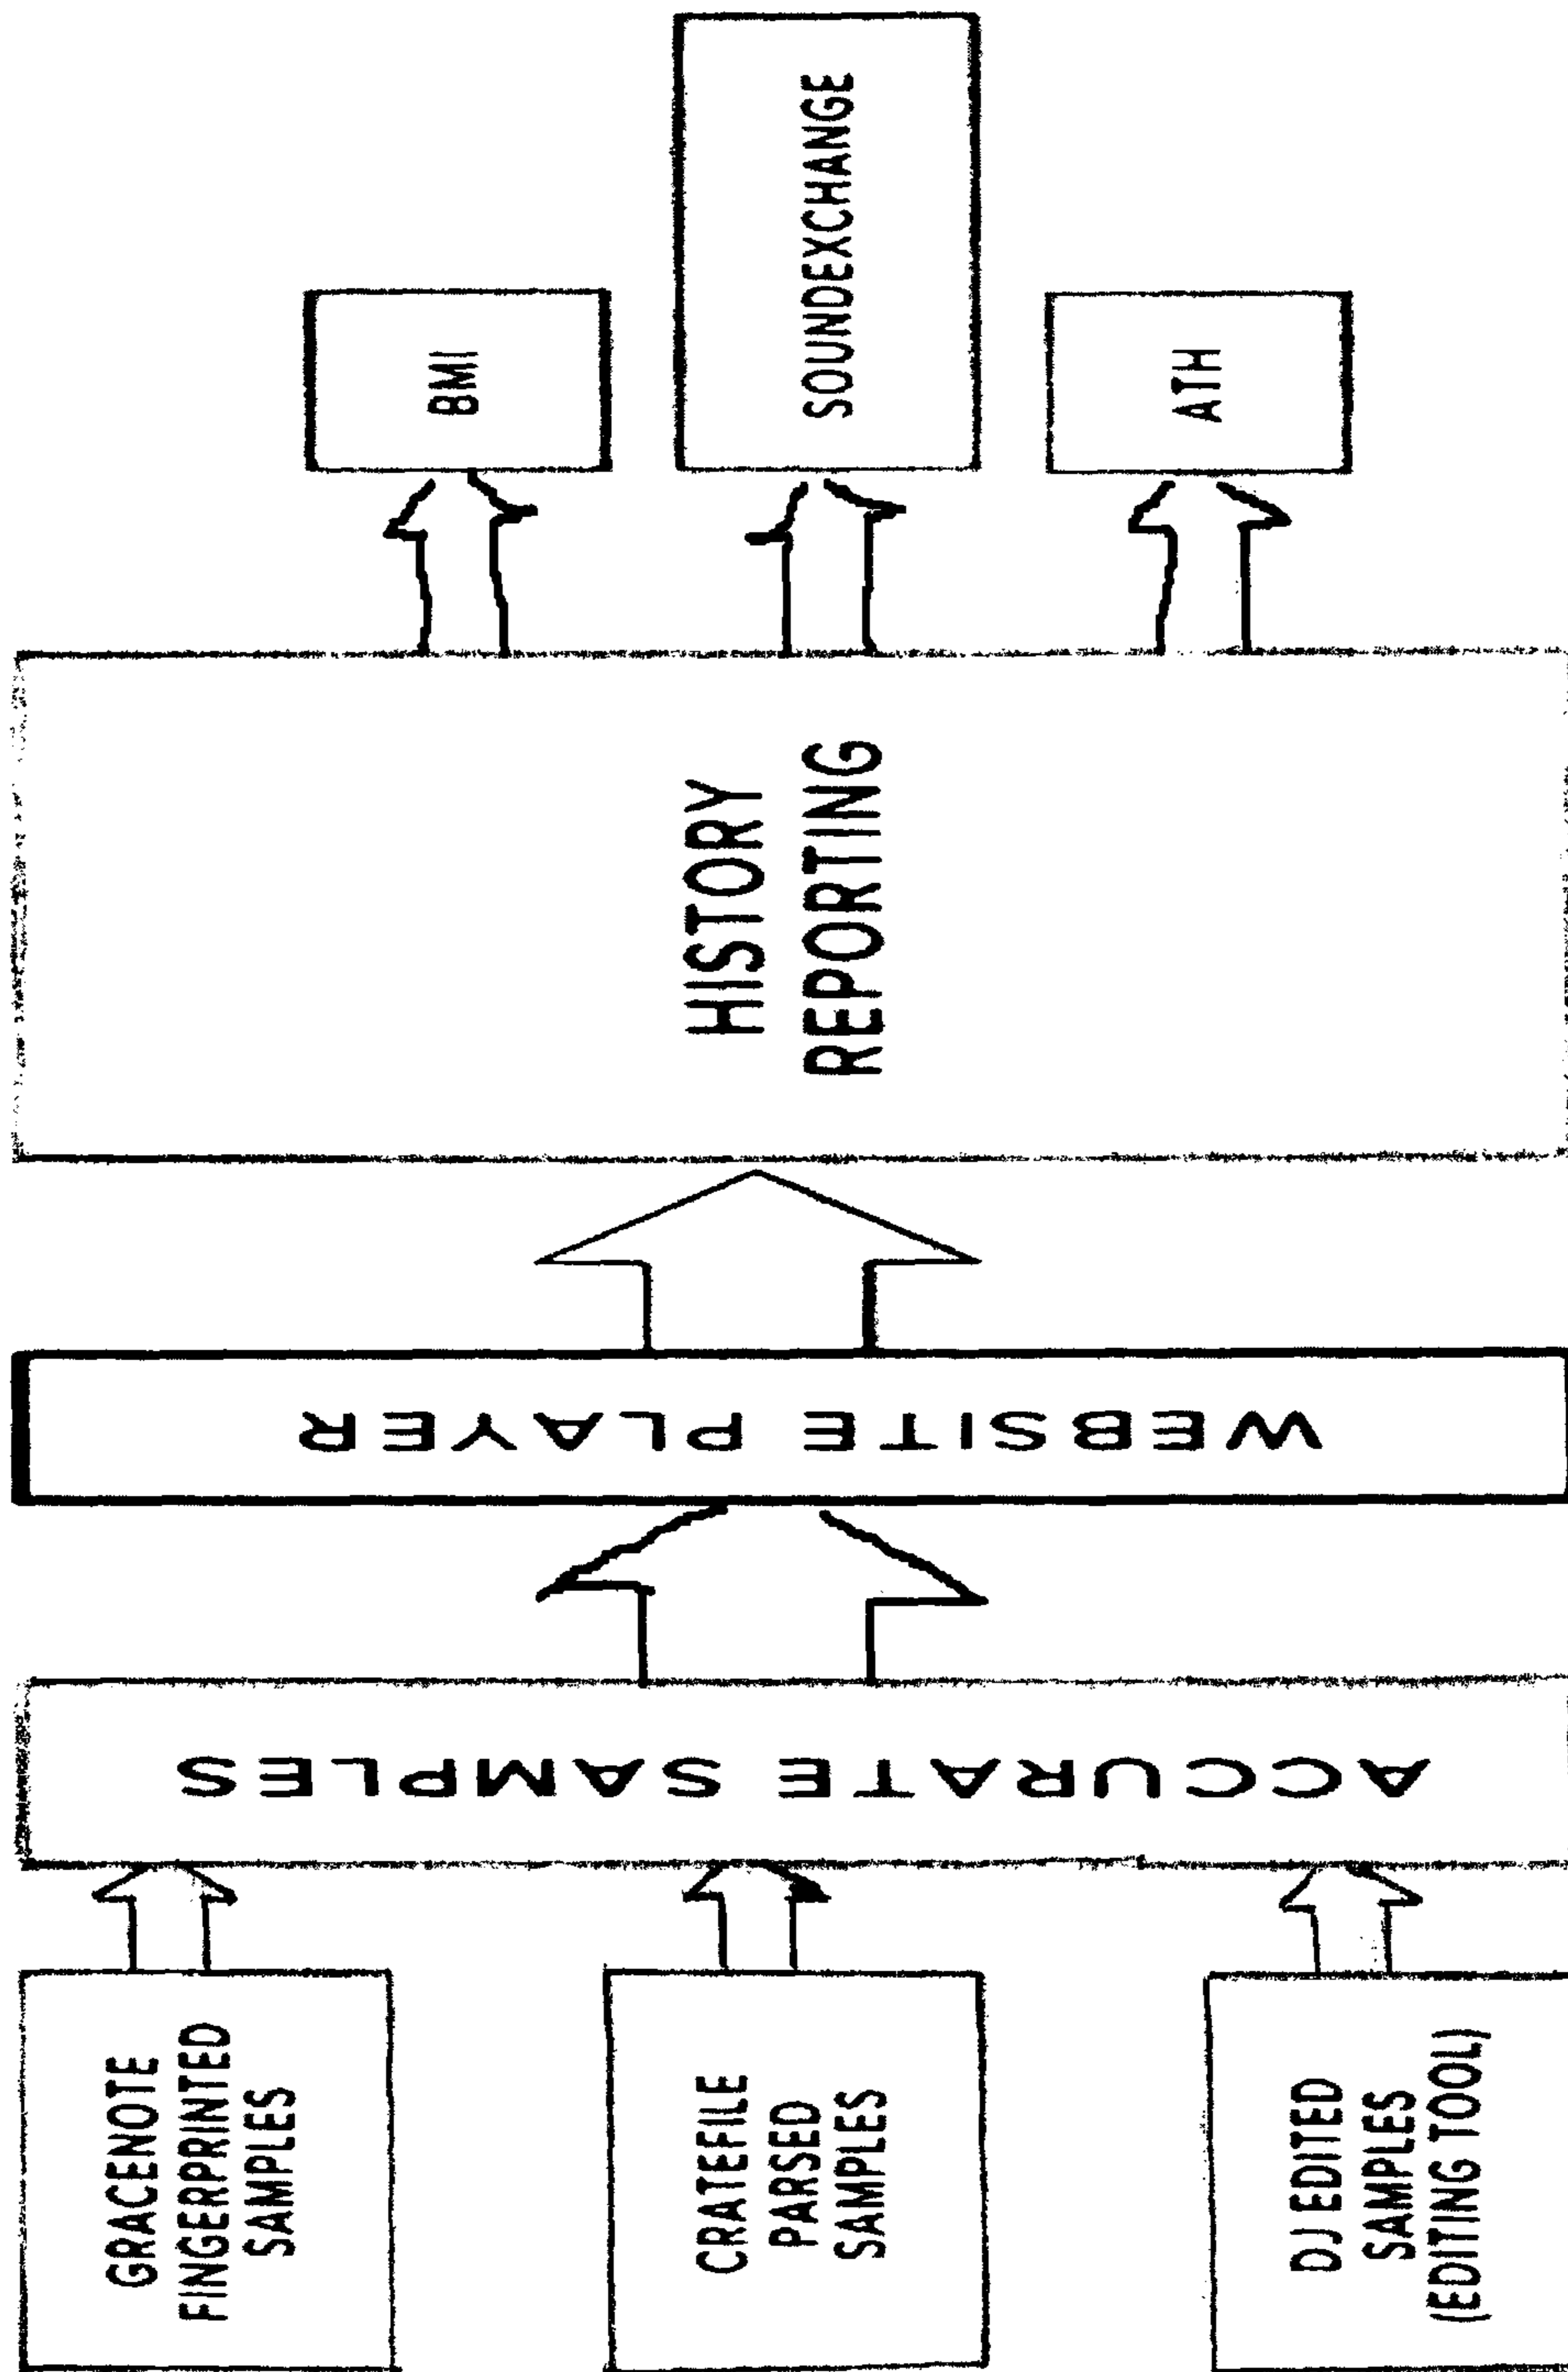 GRACENOTE
FINGERPRINTED
SAMPLES
CRATEFILE
PARSED
SAMPLES
DJ EDITED
SAMPLES
(EDITING TOOL)
ACCURATE SAMPLES
WEBSITE PLAYER
HISTORY
REPORTING
BMI
SOUNDEXCHANGE
ATH